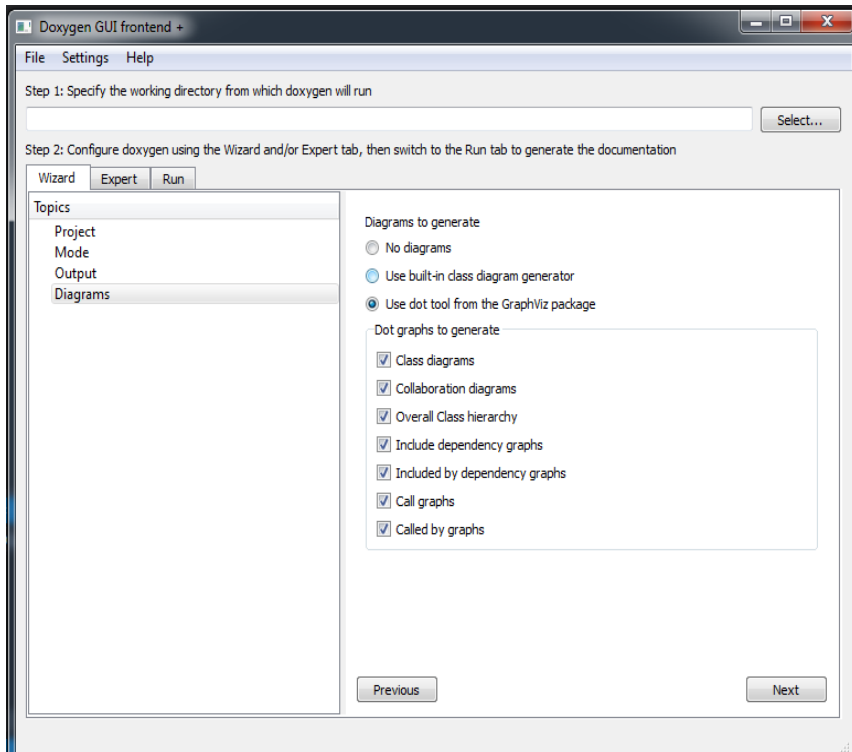 Doxygen GUI frontend +
File Settings Help
Step 1: Specify the working directory from which doxygen will run
Select...
Step 2: Configure doxygen using the Wizard and/or Expert tab, then switch to the Run tab to generate the documentation
Wizard Expert Run
Topics
Project
Mode
Output
Diagrams
Diagrams to generate
No diagrams
Use built-in class diagram generator
Use dot tool from the GraphViz package
Dot graphs to generate
Class diagrams
Collaboration diagrams
Overall Class hierarchy
Include dependency graphs
Included by dependency graphs
Call graphs
Called by graphs
Previous Next